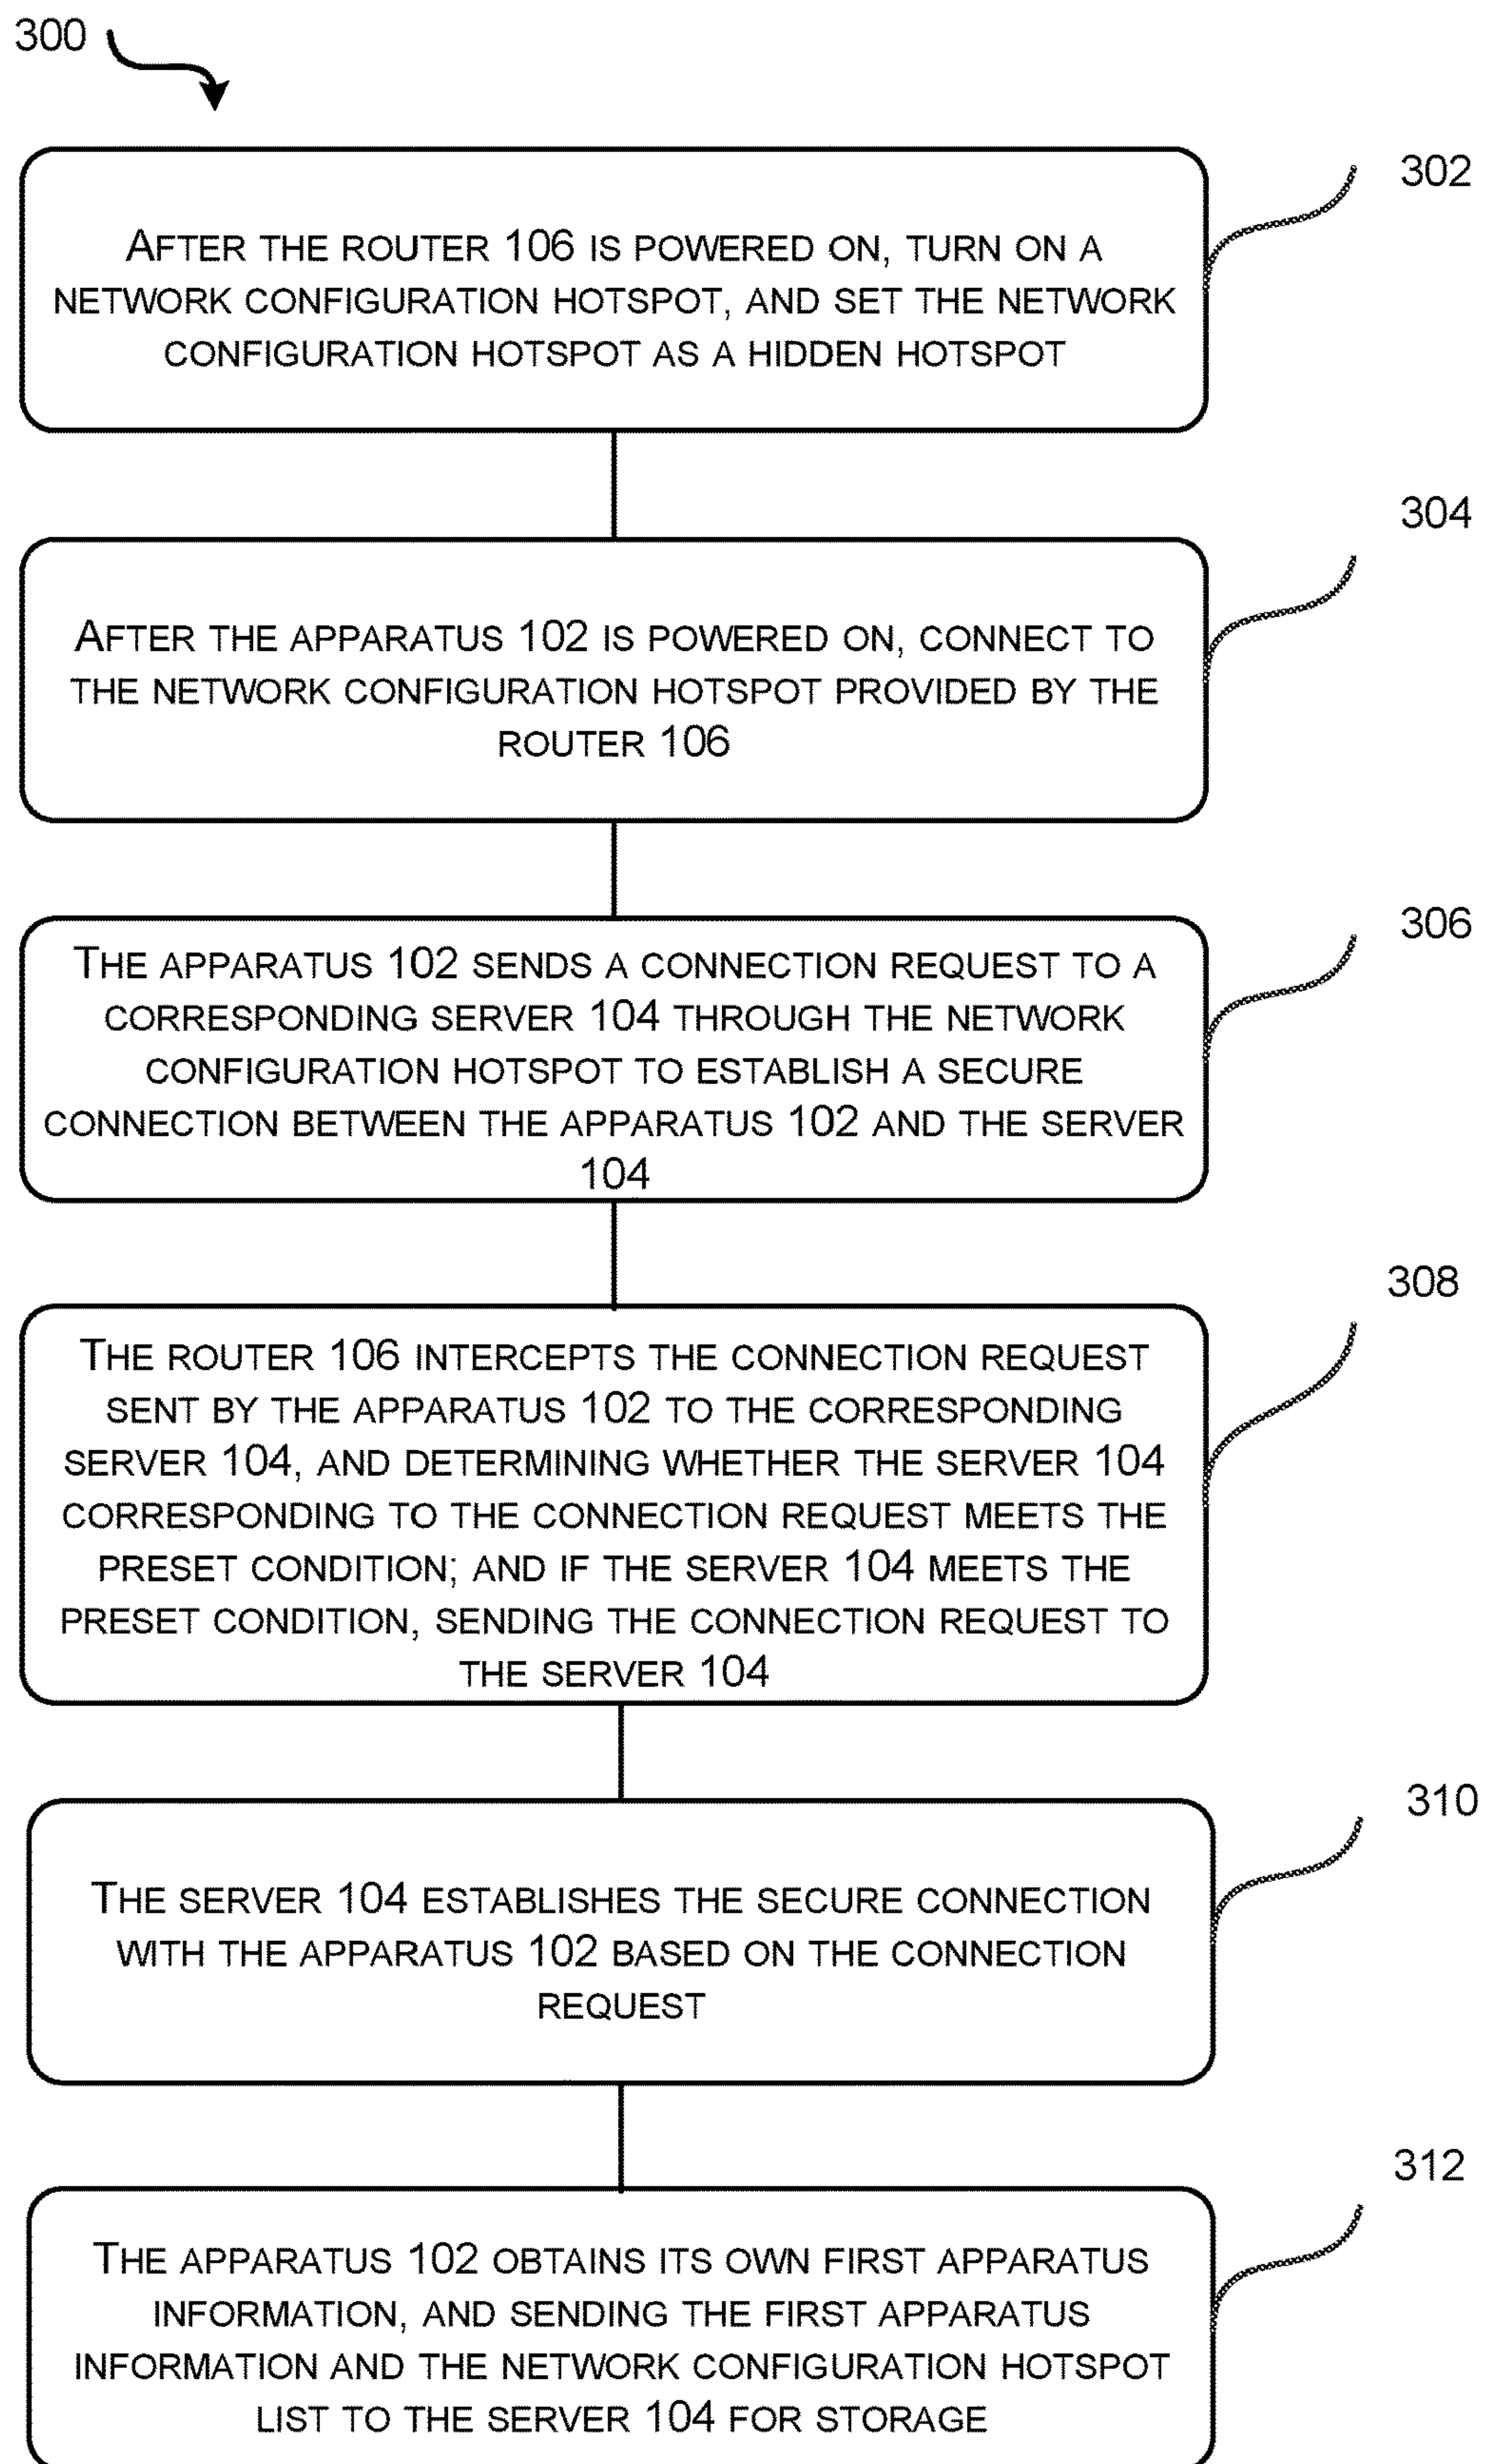 300
302
AFTER THE ROUTER 106 IS POWERED ON, TURN ON A
NETWORK CONFIGURATION HOTSPOT, AND SET THE NETWORK
CONFIGURATION HOTSPOT AS A HIDDEN HOTSPOT
304
AFTER THE APPARATUS 102 IS POWERED ON, CONNECT TO
THE NETWORK CONFIGURATION HOTSPOT PROVIDED BY THE
ROUTER 106
306
THE APPARATUS 102 SENDS A CONNECTION REQUEST TO A
CORRESPONDING SERVER 104 THROUGH THE NETWORK
CONFIGURATION HOTSPOT TO ESTABLISH A SECURE
CONNECTION BETWEEN THE APPARATUS 102 AND THE SERVER
104
308
THE ROUTER 106 INTERCEPTS THE CONNECTION REQUEST
SENT BY THE APPARATUS 102 TO THE CORRESPONDING
SERVER 104, AND DETERMINING WHETHER THE SERVER 104
CORRESPONDING TO THE CONNECTION REQUEST MEETS THE
PRESET CONDITION; AND IF THE SERVER 104 MEETS THE
PRESET CONDITION, SENDING THE CONNECTION REQUEST TO
THE SERVER 104
310
THE SERVER 104 ESTABLISHES THE SECURE CONNECTION
WITH THE APPARATUS 102 BASED ON THE CONNECTION
REQUEST
312
THE APPARATUS 102 OBTAINS ITS OWN FIRST APPARATUS
INFORMATION, AND SENDING THE FIRST APPARATUS
INFORMATION AND THE NETWORK CONFIGURATION HOTSPOT
LIST TO THE SERVER 104 FOR STORAGE